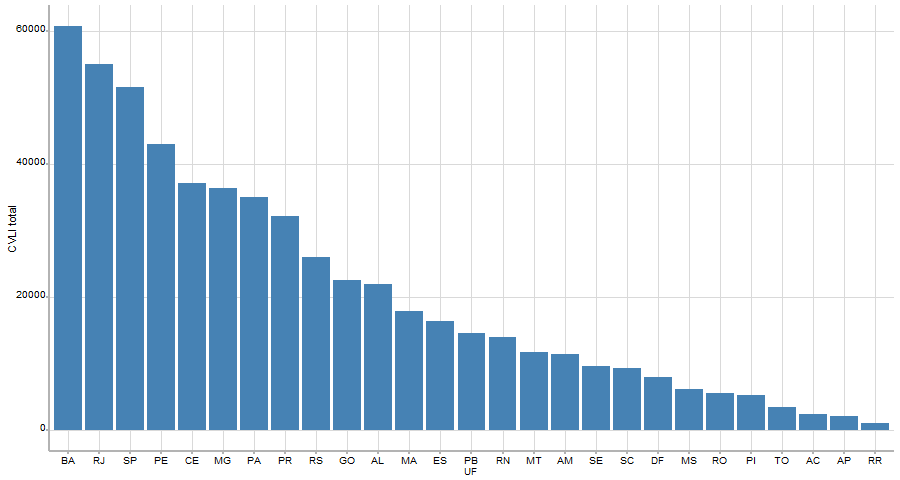 60000
40000
20000
0
CVLI total
BA RJ SP PE CE MG PA PR RS GO AL MA ES PB RN MT AM SE SC DF MS RO PI TO AC AP RR
UF